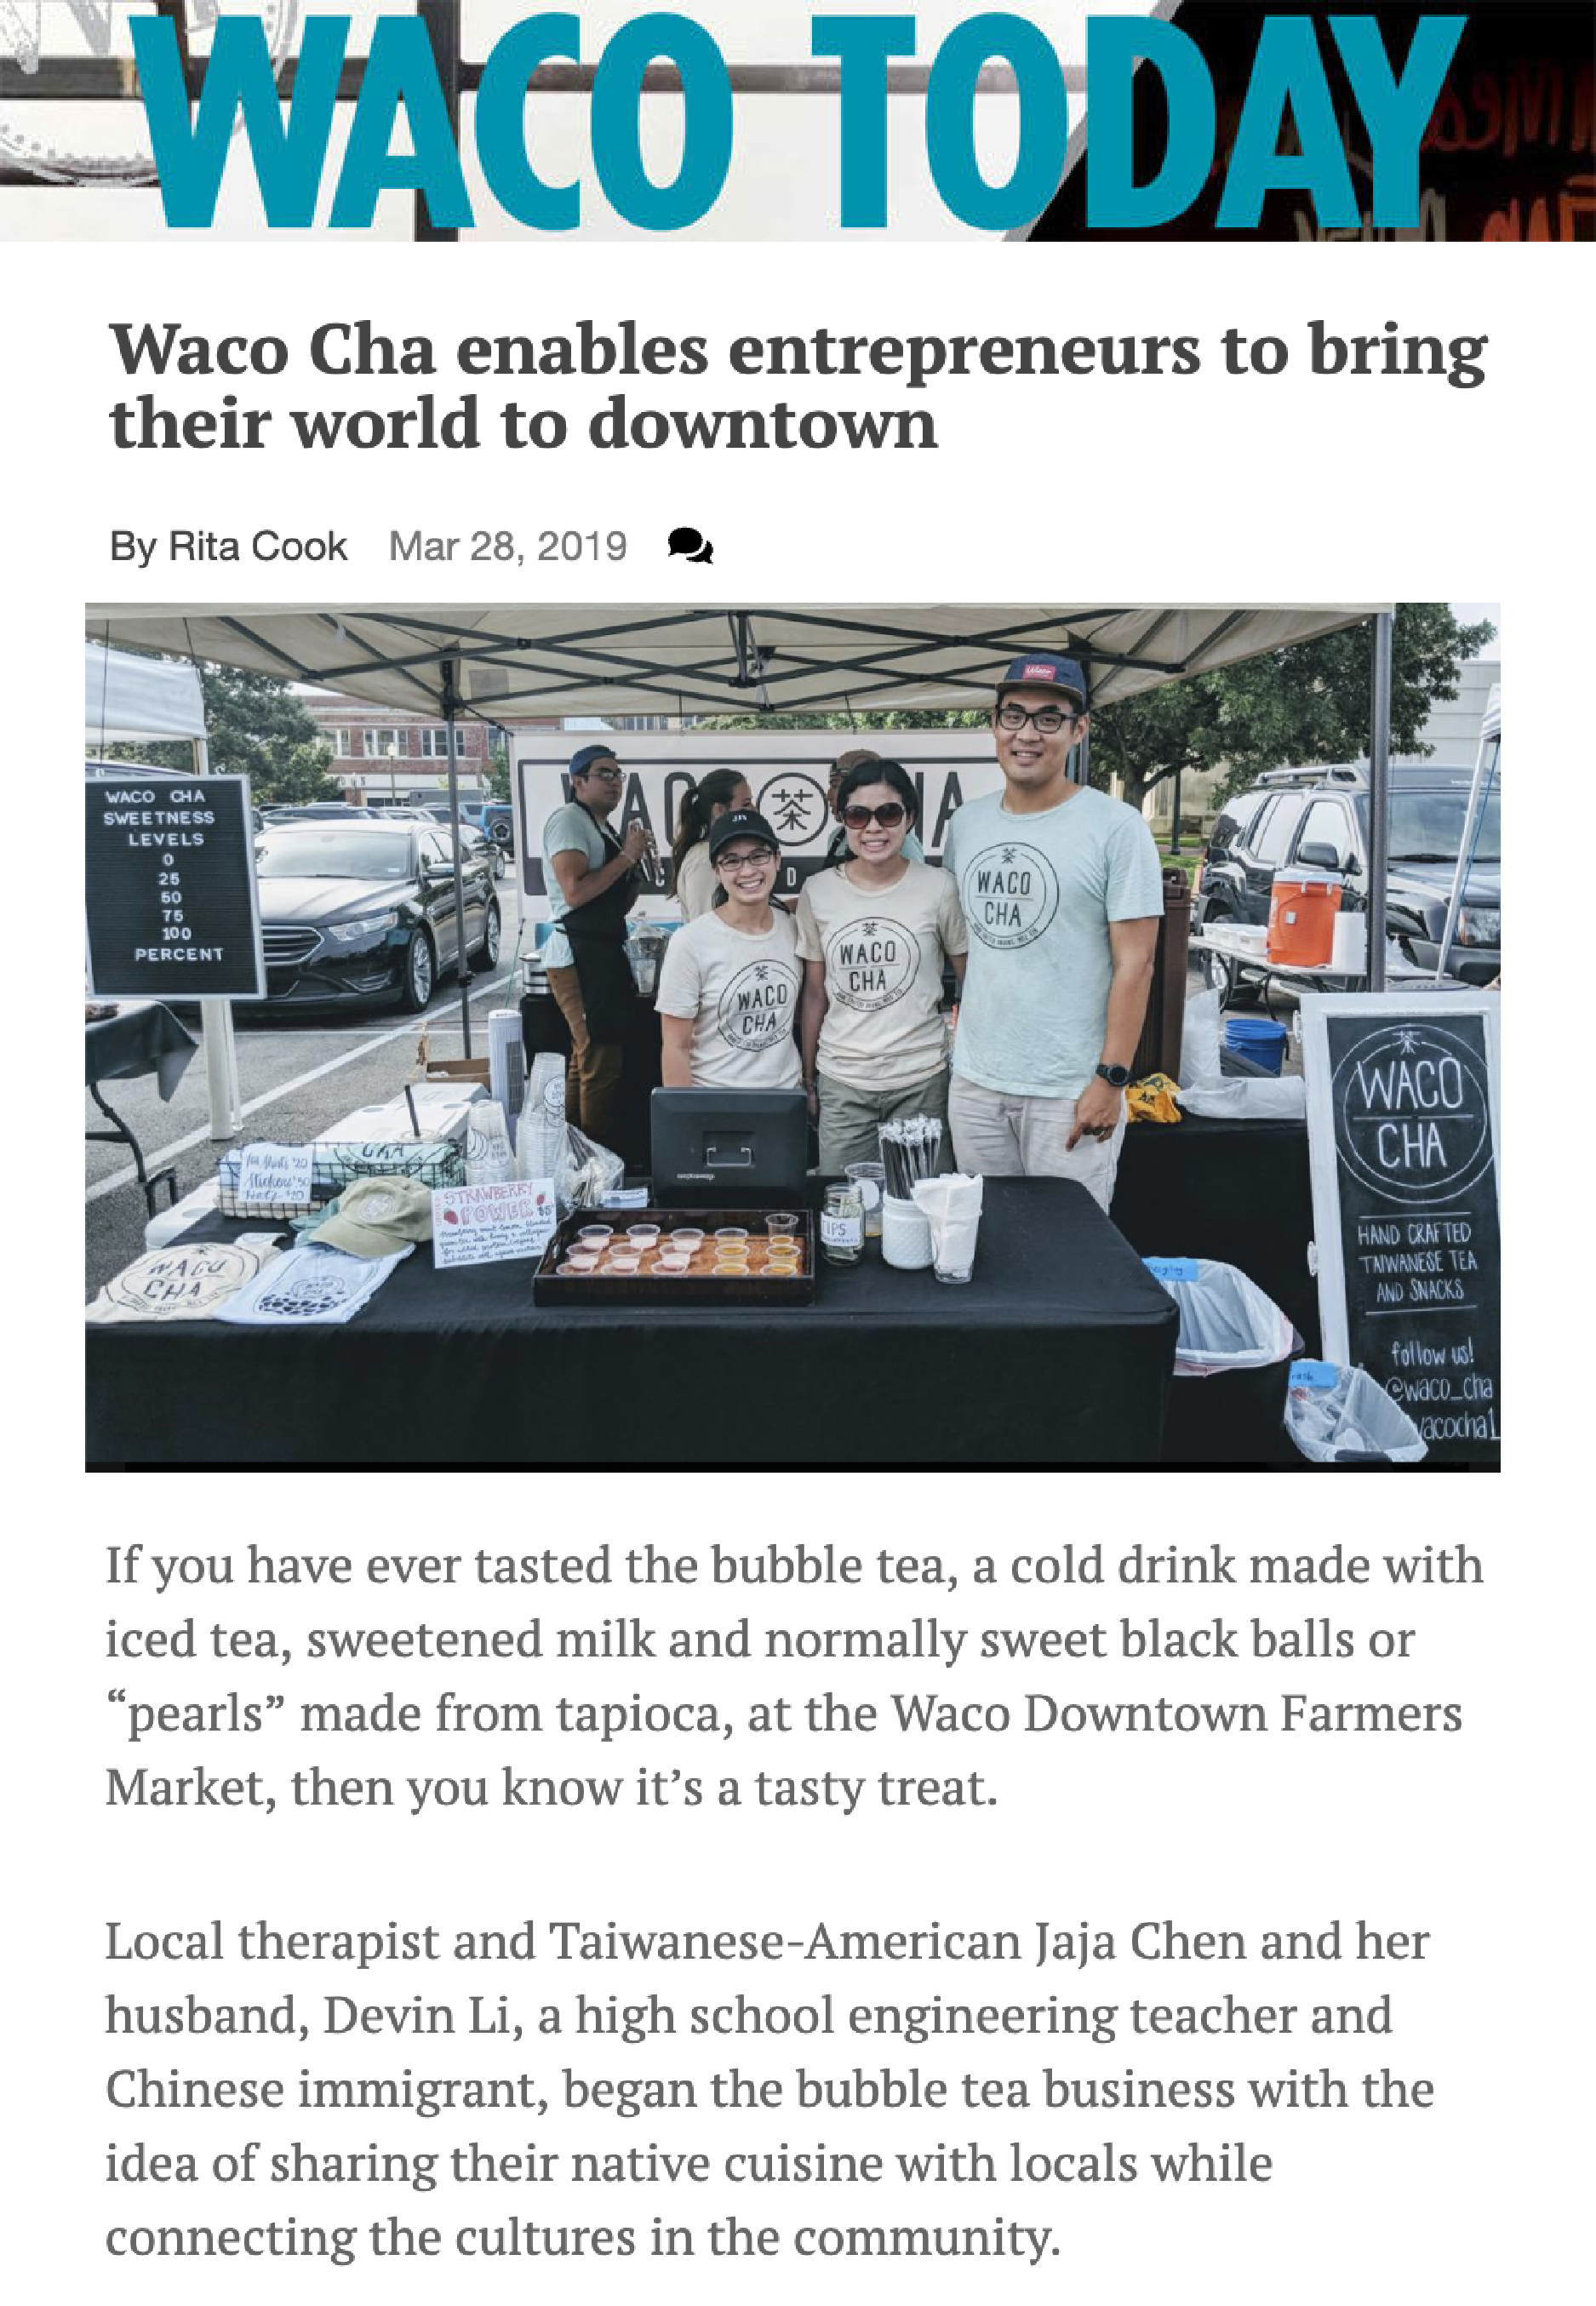 WACO TODAY
Waco Cha enables entrepreneurs to bring
their world to downtown
By Rita Cook Mar 28, 2019
WACO CHA
SWEETNESS
LEVELS
0
25
50
75
100
PERCENT
WACO
CHA
WACO
CHA
WACO
CHA
STRAWBERRY
POWER $5
TIPS
WACO
CHA
WACO
CHA
HAND CRAFTED
TAIWANESE TEA
AND SNACKS
follow us!
@waco_cha
If you have ever tasted the bubble tea, a cold drink made with
iced tea, sweetened milk and normally sweet black balls or
“pearls” made from tapioca, at the Waco Downtown Farmers
Market, then you know it’s a tasty treat.
Local therapist and Taiwanese-American Jaja Chen and her
husband, Devin Li, a high school engineering teacher and
Chinese immigrant, began the bubble tea business with the
idea of sharing their native cuisine with locals while
connecting the cultures in the community.